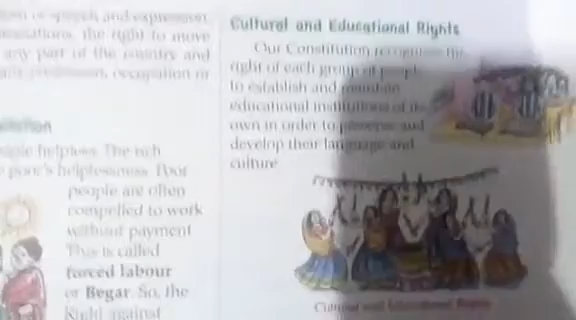 of speech and expression
the right to move
any part of the country and
occupation or
helpless. The rich
poor's helplessness. Poor
people are often
compelled to work
without payment
This is called
forced labour
or Begar. So, the
Right against
Cultural and Educational Rights
Our Constitution recognises the
right of each group of people
to establish and maintain
educational institutions of its
own in order to preserve and
develop their language and
culture
Cultural and Educational Rights